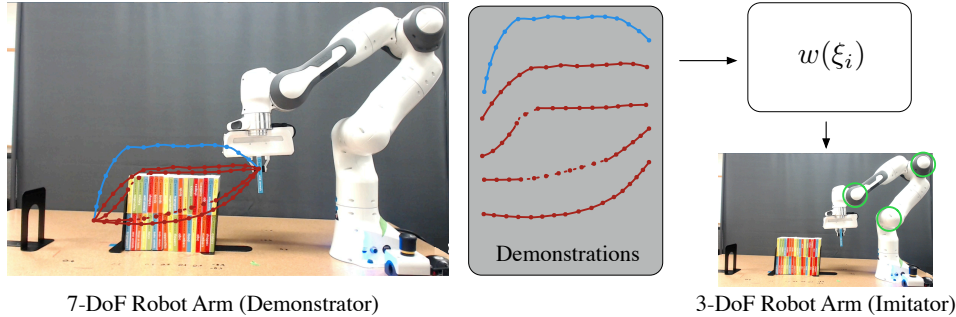 w(ξ_i)
Demonstrations
7-DoF Robot Arm (Demonstrator)
3-DoF Robot Arm (Imitator)